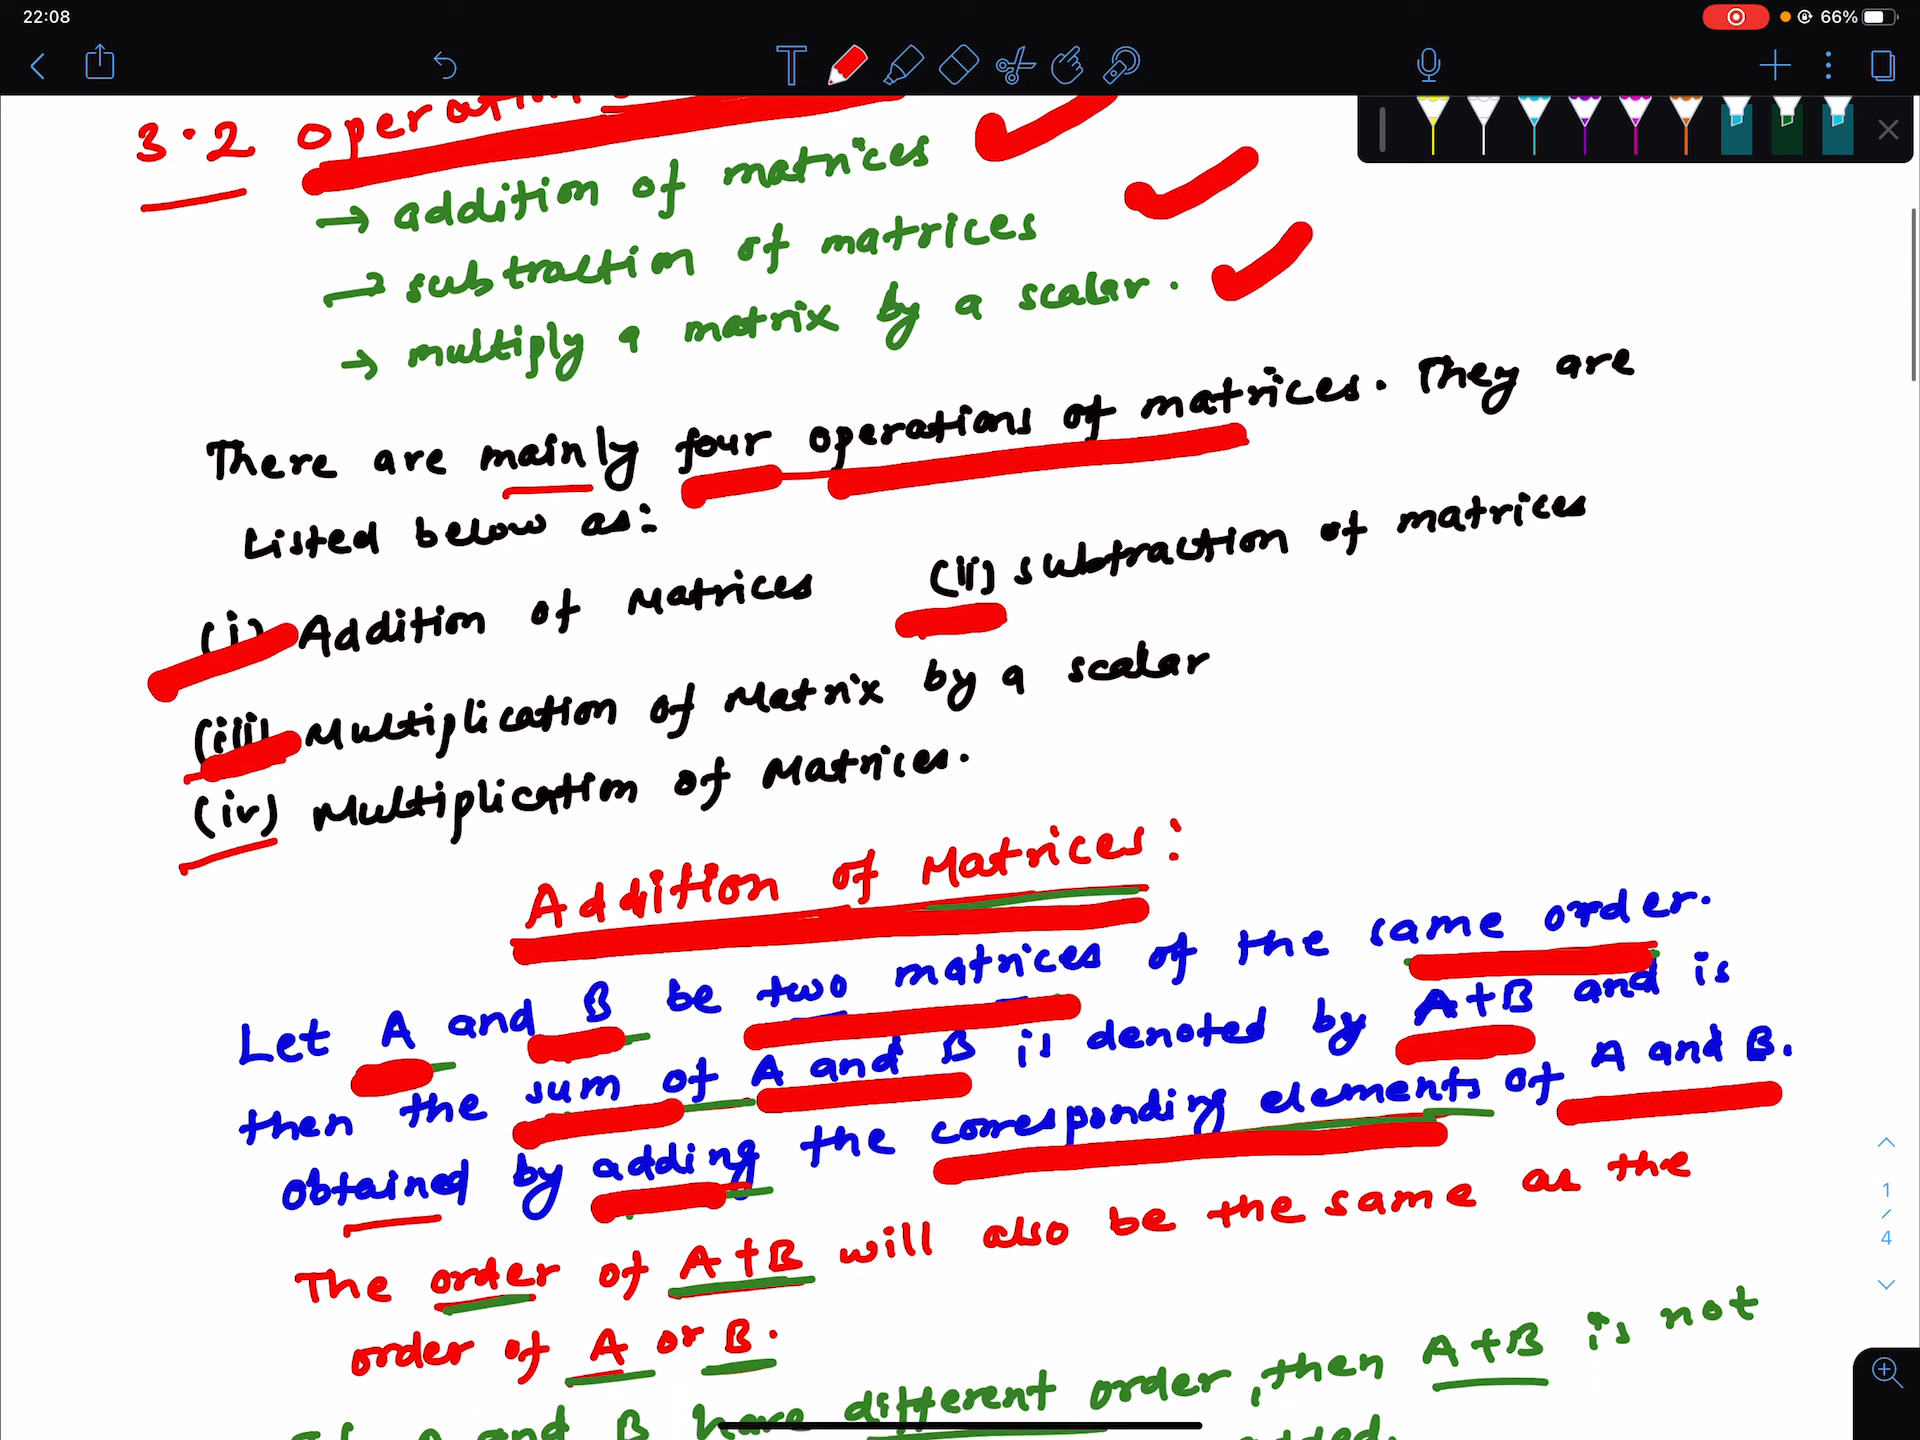 22:08
66%
3.2 Operation
→ addition of matrices
→ subtraction of matrices
→ multiply a matrix by a scalar.
There are mainly four operations of matrices. They are
Listed below as:
(i) Addition of Matrices (ii) subtraction of matrices
(iii) Multiplication of Matrix by a scalar
(iv) Multiplication of Matrices.
Addition of Matrices:
Let A and B be two matrices of the same order.
then the sum of A and B is denoted by A+B and is
obtained by adding the corresponding elements of A and B.
The order of A+B will also be the same as the
order of A or B.
A and B have different order, then A+B is not
1
/
4